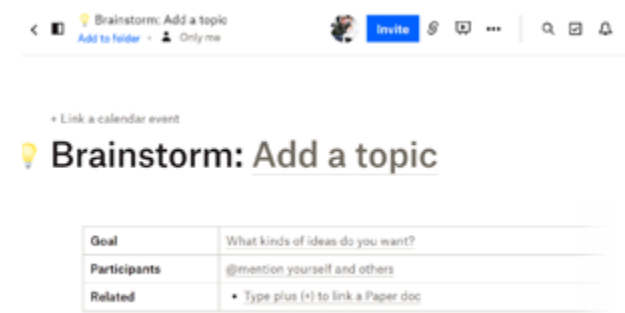 Brainstorm: Add a topic
Add to folder · Only me
Invite
+ Link a calendar event
Brainstorm: Add a topic
Goal What kinds of ideas do you want?
Participants @mention yourself and others
Related • Type plus (+) to link a Paper doc